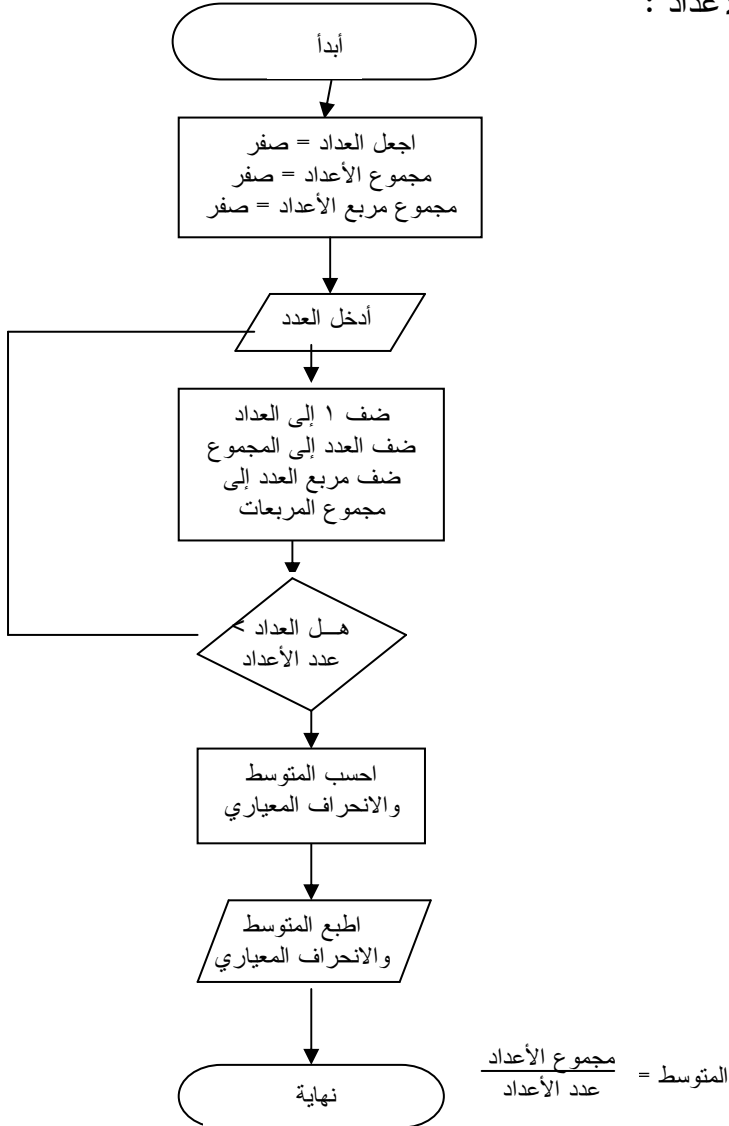 الأعداد :
أبدأ
اجعل العداد = صفر
مجموع الأعداد = صفر
مجموع مربع الأعداد = صفر
أدخل العدد
ضف ١ إلى العداد
ضف العدد إلى المجموع
ضف مربع العدد إلى
مجموع المربعات
هـــل العداد >
عدد الأعداد
احسب المتوسط
والانحراف المعياري
اطبع المتوسط
والانحراف المعياري
نهاية
المتوسط = مجموع الأعداد
عدد الأعداد